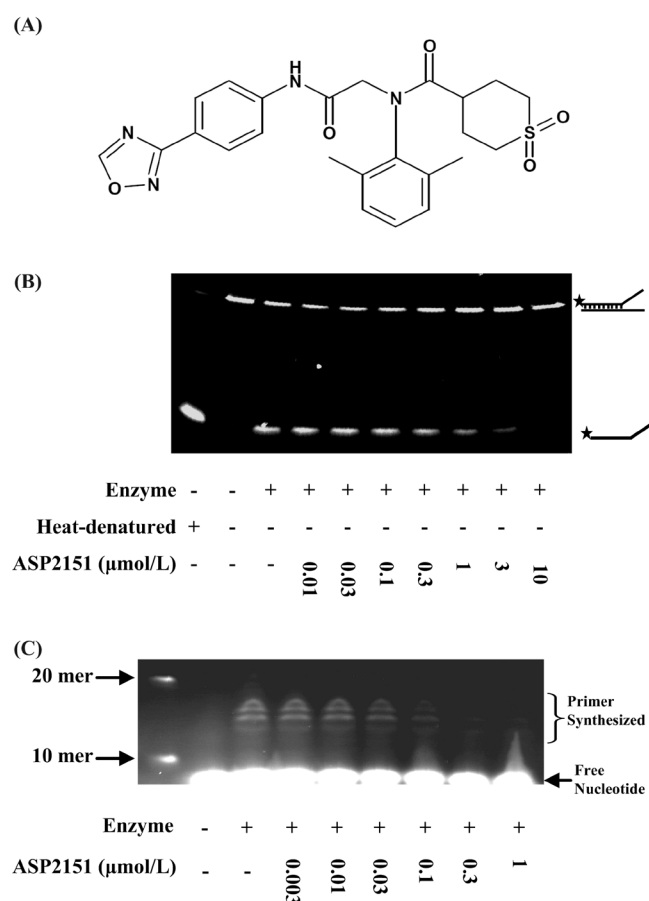 (A)
H
N
O
N
O
S
O
O
N
O
N
(B)
Enzyme - - + + + + + + + +
Heat-denatured + - - - - - - - - -
ASP2151 (μmol/L) - - - 0.01 0.03 0.1 0.3 1 3 10
(C)
20 mer
10 mer
Primer
Synthesized
Free
Nucleotide
Enzyme - + + + + + + +
ASP2151 (μmol/L) - - 0.003 0.01 0.03 0.1 0.3 1